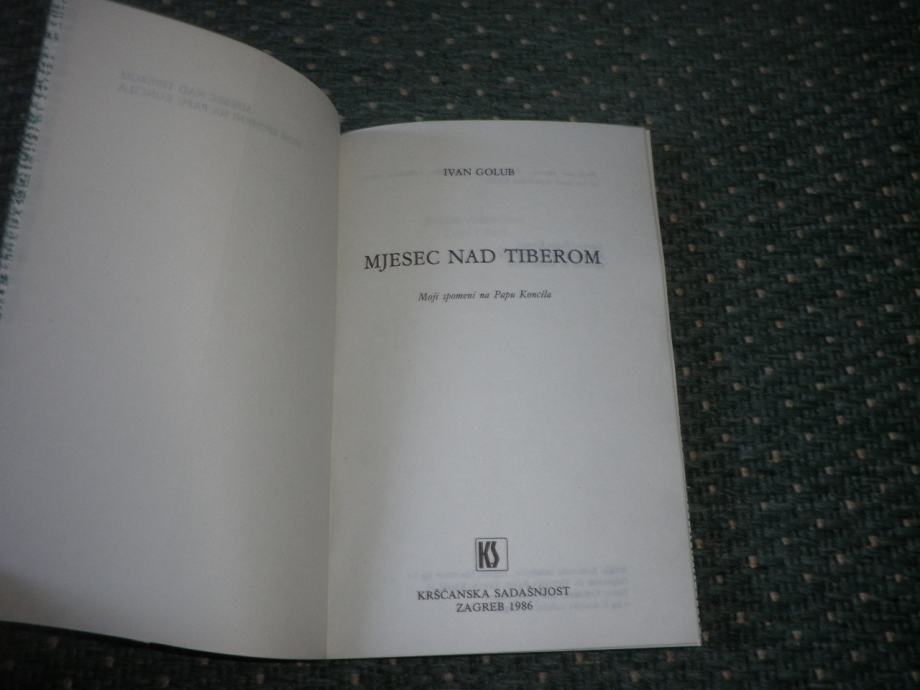 IVAN GOLUB
MJESEC NAD TIBEROM
Moji spomeni na Papu Koncila
KS
KRŠĆANSKA SADAŠNJOST
ZAGREB 1986